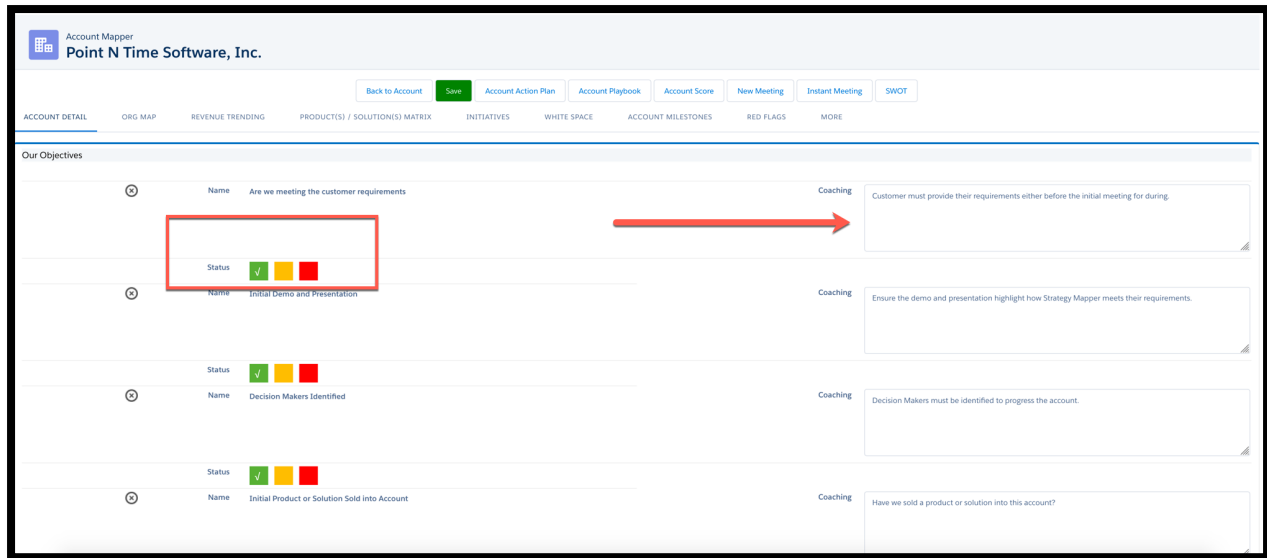 Account Mapper
Point N Time Software, Inc.
Back to Account Save Account Action Plan Account Playbook Account Score New Meeting Instant Meeting SWOT
ACCOUNT DETAIL ORG MAP REVENUE TRENDING PRODUCT(S) / SOLUTION(S) MATRIX INITIATIVES WHITE SPACE ACCOUNT MILESTONES RED FLAGS MORE
Our Objectives
Name Are we meeting the customer requirements Coaching Customer must provide their requirements either before the initial meeting for during.
Status √
Name Initial Demo and Presentation Coaching Ensure the demo and presentation highlight how Strategy Mapper meets their requirements.
Status √
Name Decision Makers Identified Coaching Decision Makers must be identified to progress the account.
Status √
Name Initial Product or Solution Sold into Account Coaching Have we sold a product or solution into this account?